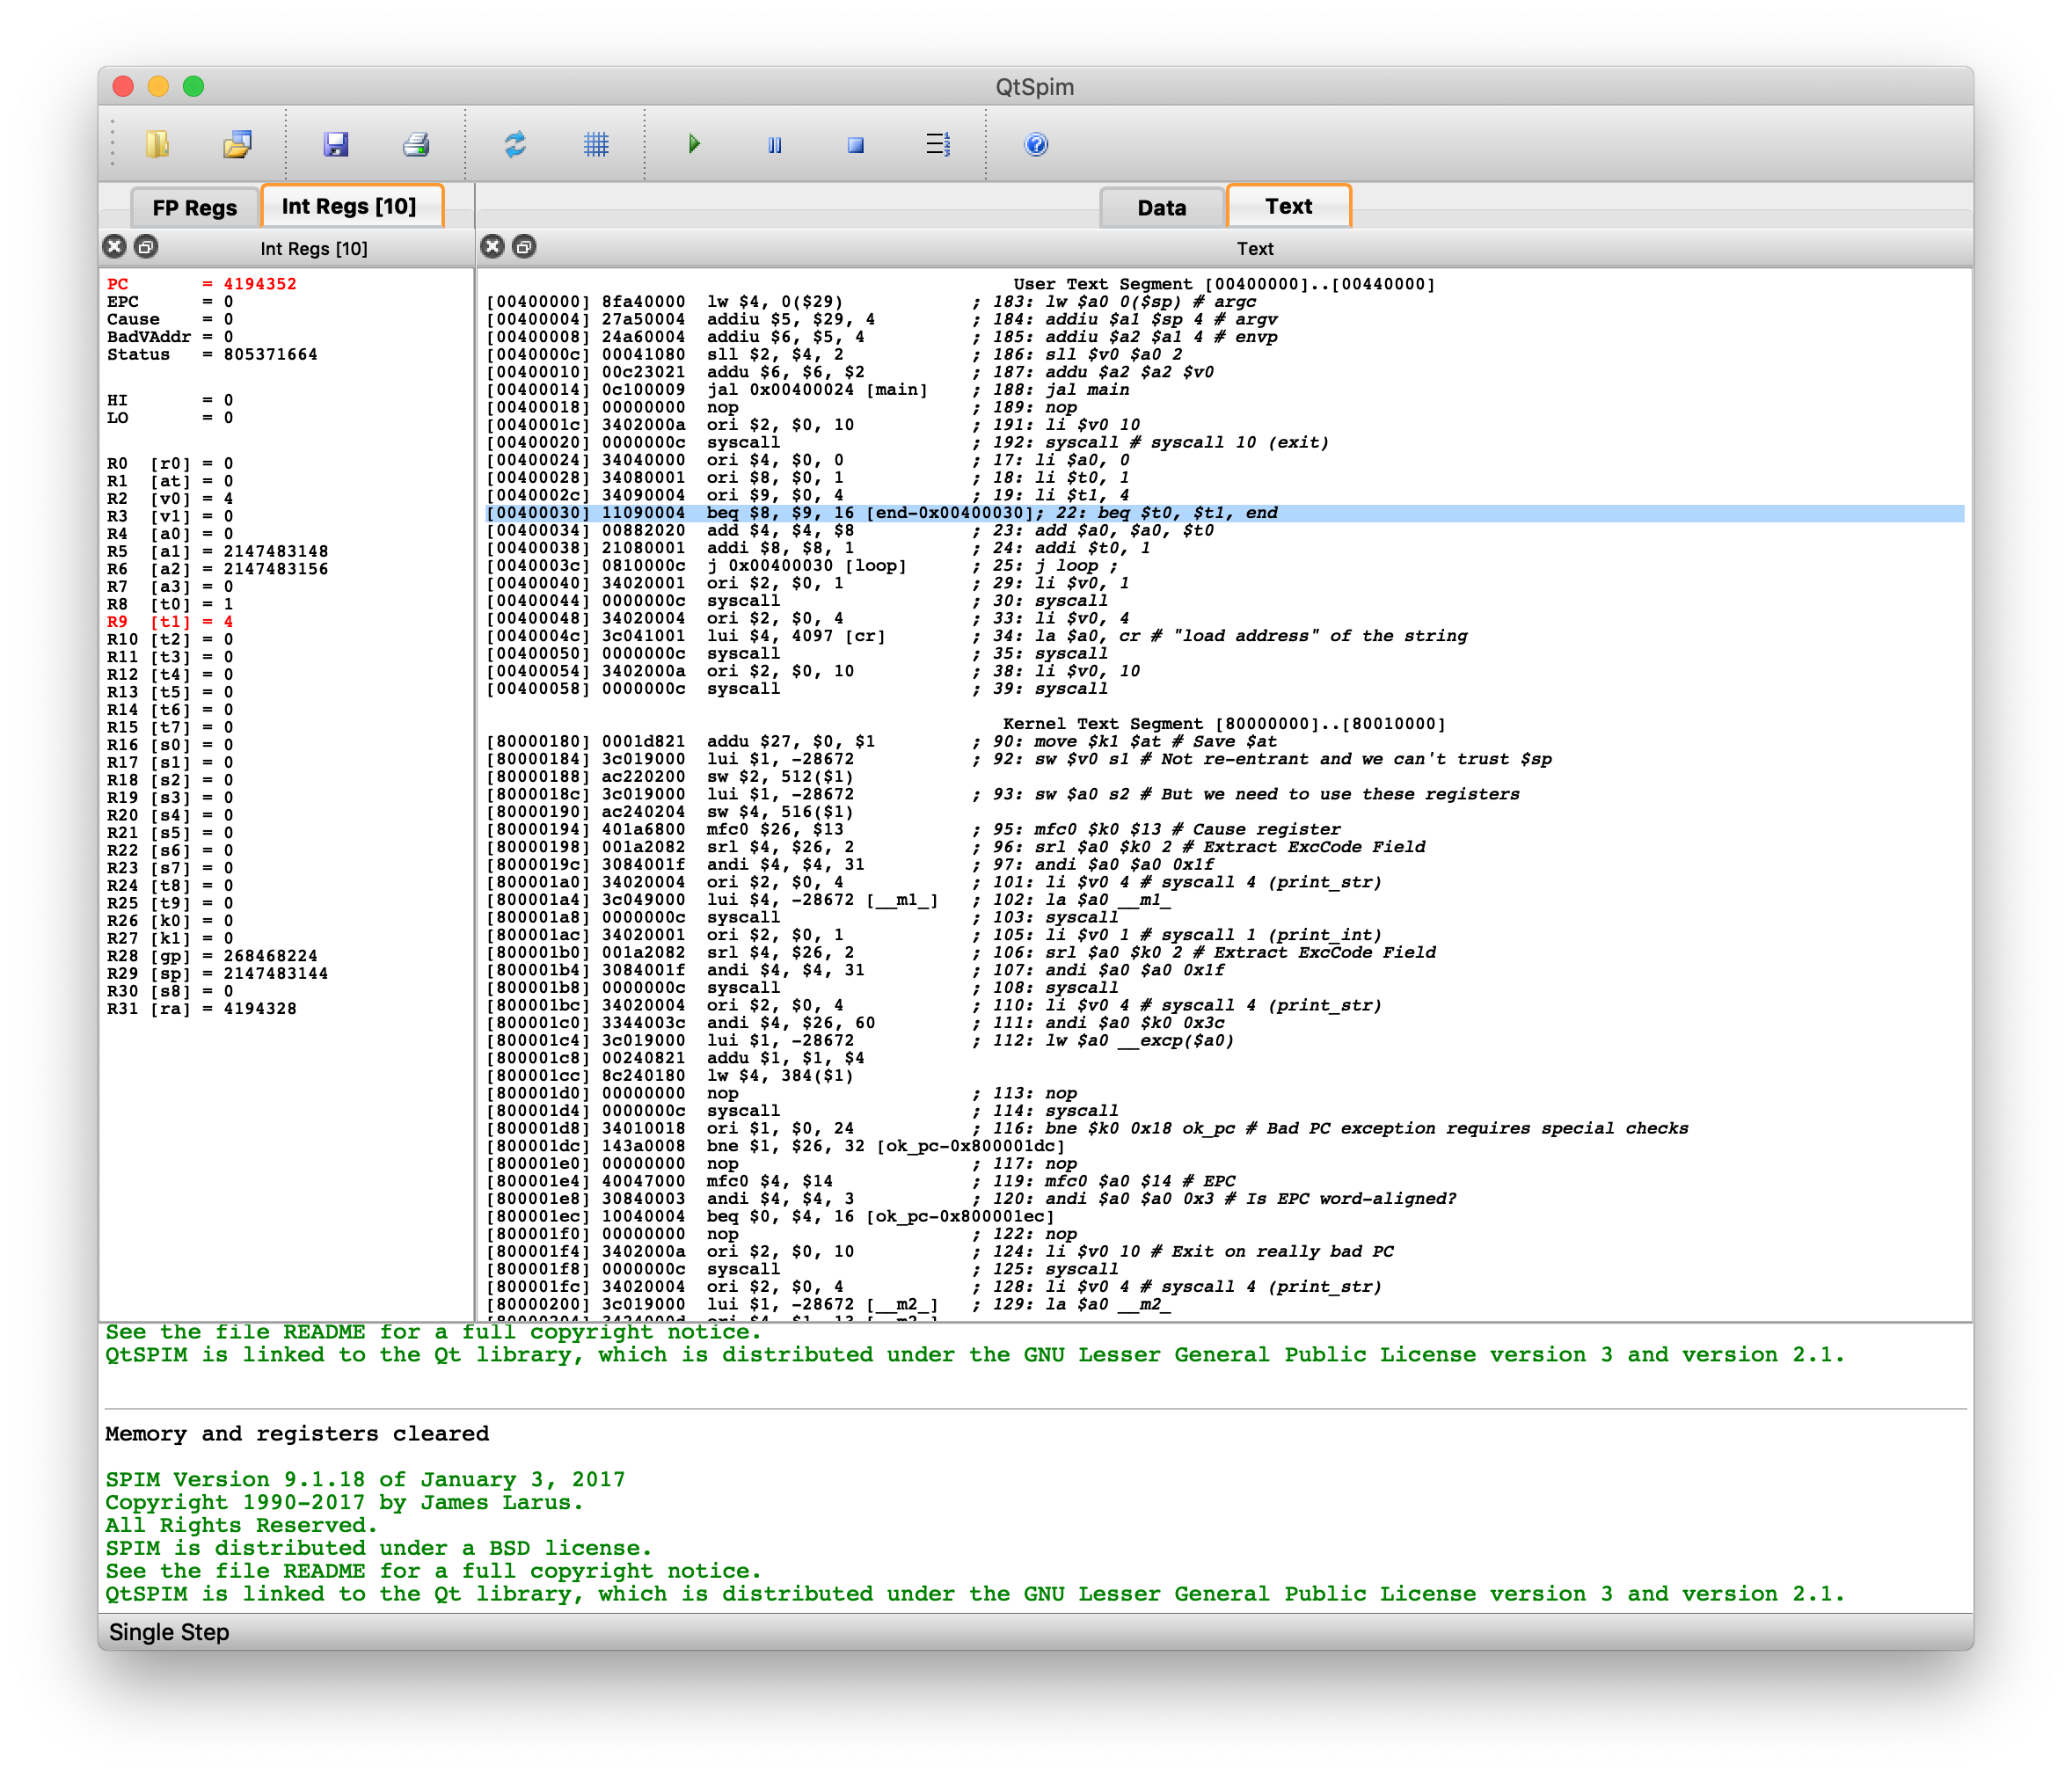 QtSpim
FP Regs
Int Regs [10]
Data
Text
Int Regs [10]
Text
PC = 4194352
EPC = 0
Cause = 0
BadVAddr = 0
Status = 805371664
HI = 0
LO = 0
R0 [r0] = 0
R1 [at] = 0
R2 [v0] = 4
R3 [v1] = 0
R4 [a0] = 0
R5 [a1] = 2147483148
R6 [a2] = 2147483156
R7 [a3] = 0
R8 [t0] = 1
R9 [t1] = 4
R10 [t2] = 0
R11 [t3] = 0
R12 [t4] = 0
R13 [t5] = 0
R14 [t6] = 0
R15 [t7] = 0
R16 [s0] = 0
R17 [s1] = 0
R18 [s2] = 0
R19 [s3] = 0
R20 [s4] = 0
R21 [s5] = 0
R22 [s6] = 0
R23 [s7] = 0
R24 [t8] = 0
R25 [t9] = 0
R26 [k0] = 0
R27 [k1] = 0
R28 [gp] = 268468224
R29 [sp] = 2147483144
R30 [s8] = 0
R31 [ra] = 4194328
User Text Segment [00400000]..[00440000]
[00400000] 8fa40000 lw $4, 0($29) ; 183: lw $a0 0($sp) # argc
[00400004] 27a50004 addiu $5, $29, 4 ; 184: addiu $a1 $sp 4 # argv
[00400008] 24a60004 addiu $6, $5, 4 ; 185: addiu $a2 $a1 4 # envp
[0040000c] 00041080 sll $2, $4, 2 ; 186: sll $v0 $a0 2
[00400010] 00c23021 addu $6, $6, $2 ; 187: addu $a2 $a2 $v0
[00400014] 0c100009 jal 0x00400024 [main] ; 188: jal main
[00400018] 00000000 nop ; 189: nop
[0040001c] 3402000a ori $2, $0, 10 ; 191: li $v0 10
[00400020] 0000000c syscall ; 192: syscall # syscall 10 (exit)
[00400024] 34040000 ori $4, $0, 0 ; 17: li $a0, 0
[00400028] 34080001 ori $8, $0, 1 ; 18: li $t0, 1
[0040002c] 34090004 ori $9, $0, 4 ; 19: li $t1, 4
[00400030] 11090004 beq $8, $9, 16 [end-0x00400030]; 22: beq $t0, $t1, end
[00400034] 00882020 add $4, $4, $8 ; 23: add $a0, $a0, $t0
[00400038] 21080001 addi $8, $8, 1 ; 24: addi $t0, 1
[0040003c] 0810000c j 0x00400030 [loop] ; 25: j loop ;
[00400040] 34020001 ori $2, $0, 1 ; 29: li $v0, 1
[00400044] 0000000c syscall ; 30: syscall
[00400048] 34020004 ori $2, $0, 4 ; 33: li $v0, 4
[0040004c] 3c041001 lui $4, 4097 [cr] ; 34: la $a0, cr # "load address" of the string
[00400050] 0000000c syscall ; 35: syscall
[00400054] 3402000a ori $2, $0, 10 ; 38: li $v0, 10
[00400058] 0000000c syscall ; 39: syscall
Kernel Text Segment [80000000]..[80010000]
[80000180] 0001d821 addu $27, $0, $1 ; 90: move $k1 $at # Save $at
[80000184] 3c019000 lui $1, -28672 ; 92: sw $v0 s1 # Not re-entrant and we can't trust $sp
[80000188] ac220200 sw $2, 512($1)
[8000018c] 3c019000 lui $1, -28672 ; 93: sw $a0 s2 # But we need to use these registers
[80000190] ac240204 sw $4, 516($1)
[80000194] 401a6800 mfc0 $26, $13 ; 95: mfc0 $k0 $13 # Cause register
[80000198] 001a2082 srl $4, $26, 2 ; 96: srl $a0 $k0 2 # Extract ExcCode Field
[8000019c] 3084001f andi $4, $4, 31 ; 97: andi $a0 $a0 0x1f
[800001a0] 34020004 ori $2, $0, 4 ; 101: li $v0 4 # syscall 4 (print_str)
[800001a4] 3c049000 lui $4, -28672 [__m1_] ; 102: la $a0 __m1_
[800001a8] 0000000c syscall ; 103: syscall
[800001ac] 34020001 ori $2, $0, 1 ; 105: li $v0 1 # syscall 1 (print_int)
[800001b0] 001a2082 srl $4, $26, 2 ; 106: srl $a0 $k0 2 # Extract ExcCode Field
[800001b4] 3084001f andi $4, $4, 31 ; 107: andi $a0 $a0 0x1f
[800001b8] 0000000c syscall ; 108: syscall
[800001bc] 34020004 ori $2, $0, 4 ; 110: li $v0 4 # syscall 4 (print_str)
[800001c0] 3344003c andi $4, $26, 60 ; 111: andi $a0 $k0 0x3c
[800001c4] 3c019000 lui $1, -28672 ; 112: lw $a0 __excp($a0)
[800001c8] 00240821 addu $1, $1, $4
[800001cc] 8c240180 lw $4, 384($1)
[800001d0] 00000000 nop ; 113: nop
[800001d4] 0000000c syscall ; 114: syscall
[800001d8] 34010018 ori $1, $0, 24 ; 116: bne $k0 0x18 ok_pc # Bad PC exception requires special checks
[800001dc] 143a0008 bne $1, $26, 32 [ok_pc-0x800001dc]
[800001e0] 00000000 nop ; 117: nop
[800001e4] 40047000 mfc0 $4, $14 ; 119: mfc0 $a0 $14 # EPC
[800001e8] 30840003 andi $4, $4, 3 ; 120: andi $a0 $a0 0x3 # Is EPC word-aligned?
[800001ec] 10040004 beq $0, $4, 16 [ok_pc-0x800001ec]
[800001f0] 00000000 nop ; 122: nop
[800001f4] 3402000a ori $2, $0, 10 ; 124: li $v0 10 # Exit on really bad PC
[800001f8] 0000000c syscall ; 125: syscall
[800001fc] 34020004 ori $2, $0, 4 ; 128: li $v0 4 # syscall 4 (print_str)
[80000200] 3c019000 lui $1, -28672 [__m2_] ; 129: la $a0 __m2_
See the file README for a full copyright notice.
QtSPIM is linked to the Qt library, which is distributed under the GNU Lesser General Public License version 3 and version 2.1.
Memory and registers cleared
SPIM Version 9.1.18 of January 3, 2017
Copyright 1990-2017 by James Larus.
All Rights Reserved.
SPIM is distributed under a BSD license.
See the file README for a full copyright notice.
QtSPIM is linked to the Qt library, which is distributed under the GNU Lesser General Public License version 3 and version 2.1.
Single Step